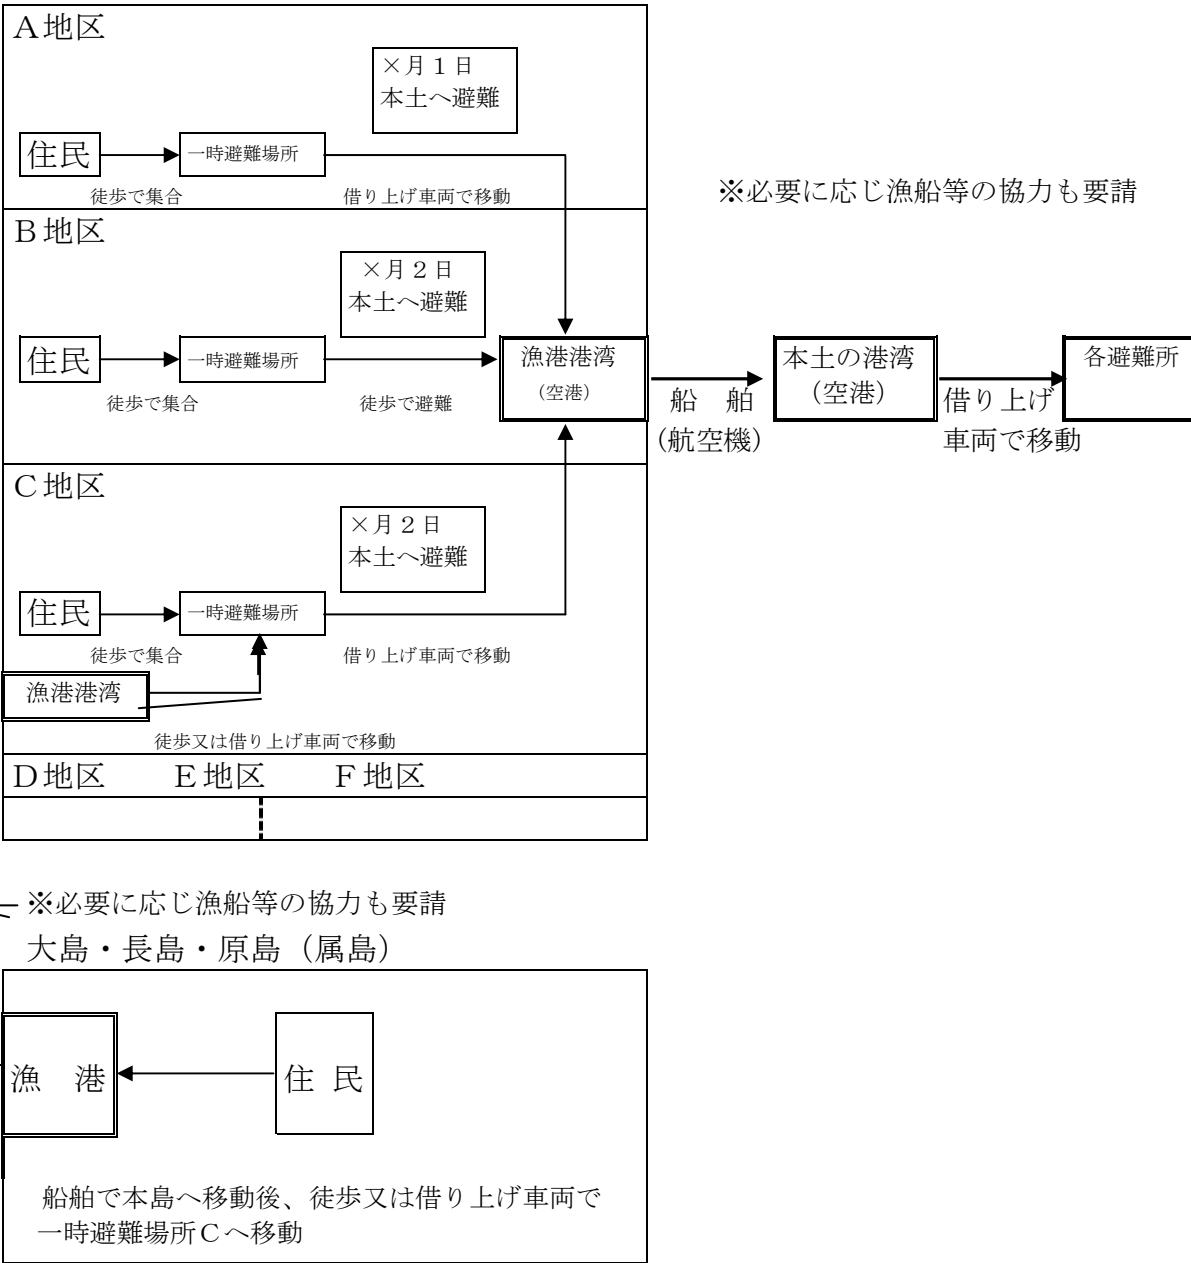 A地区
×月1日
本土へ避難
住民
一時避難場所
徒歩で集合
借り上げ車両で移動
※必要に応じ漁船等の協力も要請
B地区
×月2日
本土へ避難
住民
一時避難場所
漁港港湾
(空港)
本土の港湾
(空港)
各避難所
徒歩で集合
徒歩で避難
船 舶
(航空機)
借り上げ
車両で移動
C地区
×月2日
本土へ避難
住民
一時避難場所
徒歩で集合
借り上げ車両で移動
漁港港湾
徒歩又は借り上げ車両で移動
D地区 E地区 F地区
※必要に応じ漁船等の協力も要請
大島・長島・原島(属島)
漁 港
住 民
船舶で本島へ移動後、徒歩又は借り上げ車両で
一時避難場所Cへ移動